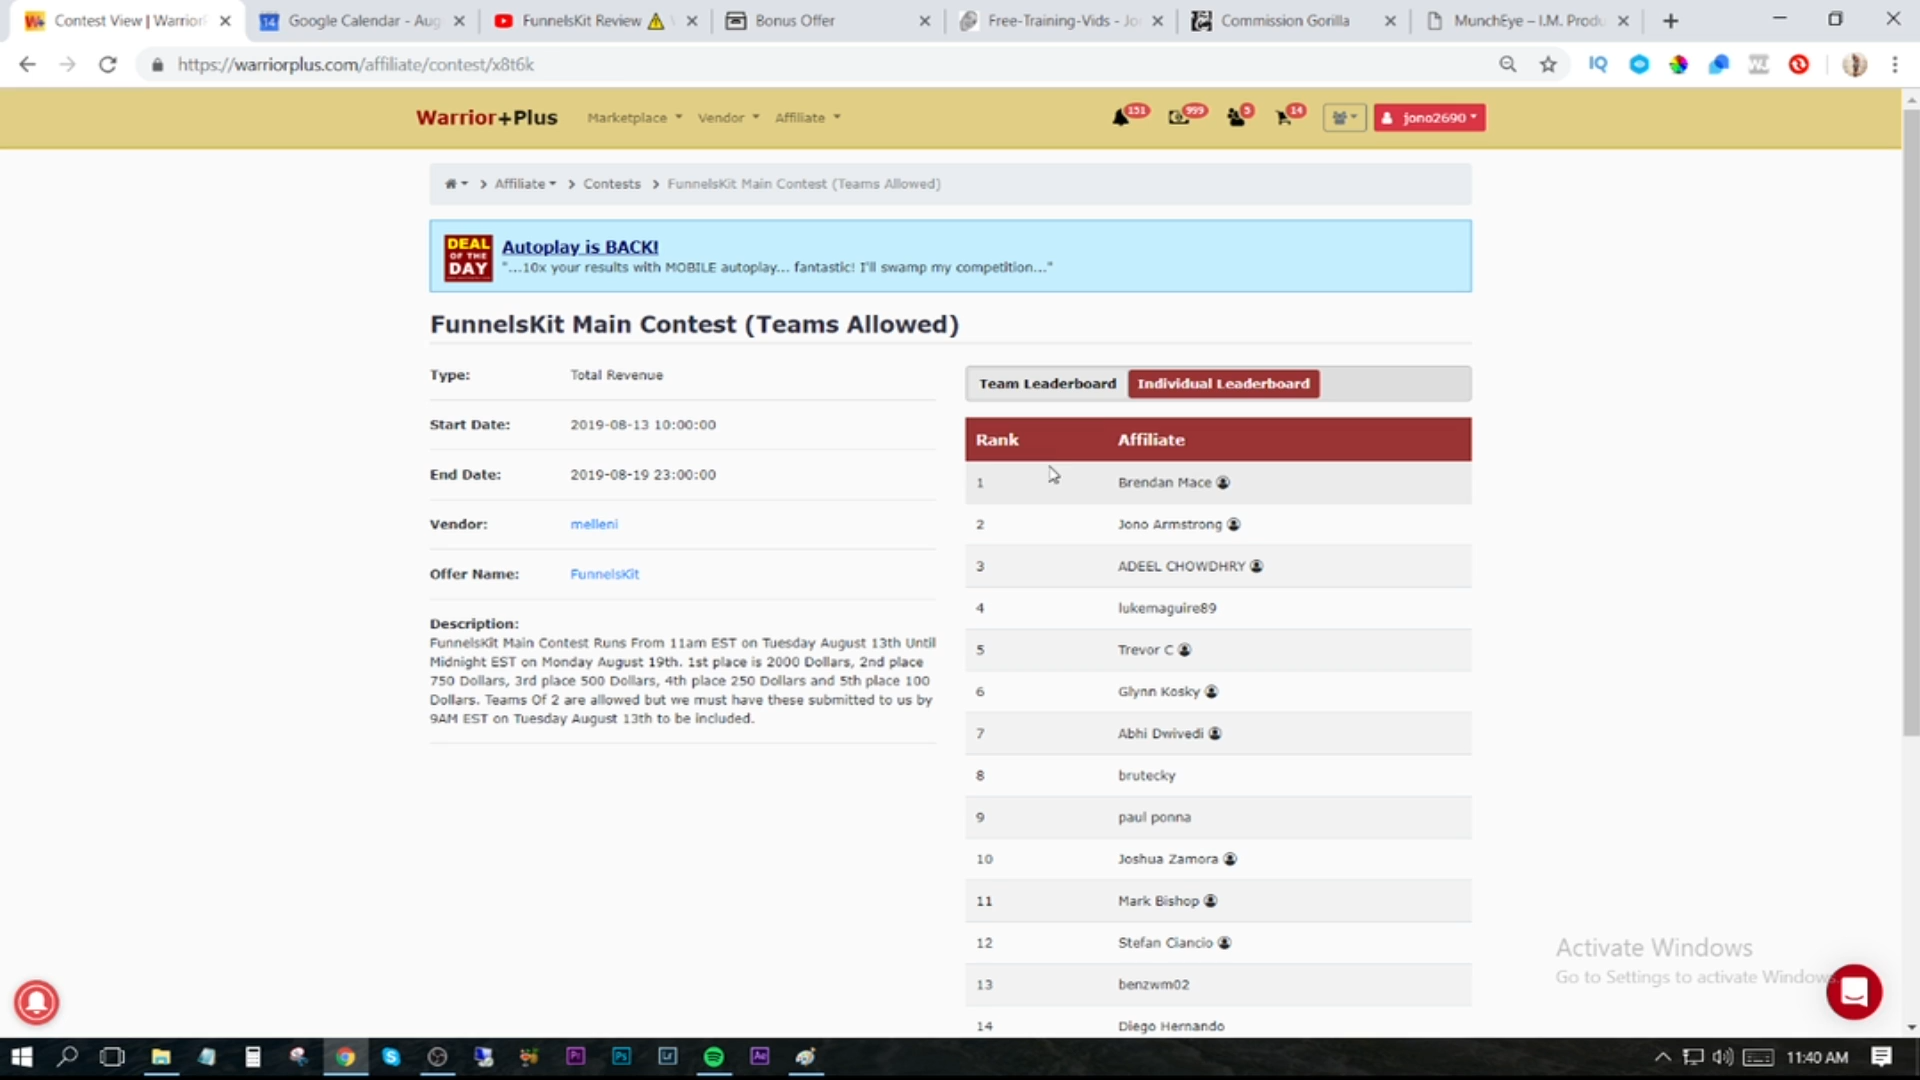 Contest View | Warrior
Google Calendar - Aug
FunnelsKit Review
Bonus Offer
Free-Training-Vids - Jo
Commission Gorilla
MunchEye – I.M. Produ
https://warriorplus.com/affiliate/contest/x8t6k
Warrior+Plus
Marketplace
Vendor
Affiliate
151
999
5
14
jono2690
Affiliate
Contests
FunnelsKit Main Contest (Teams Allowed)
DEAL OF THE DAY
Autoplay is BACK!
"...10x your results with MOBILE autoplay... fantastic! I'll swamp my competition..."
FunnelsKit Main Contest (Teams Allowed)
Type: Total Revenue
Start Date: 2019-08-13 10:00:00
End Date: 2019-08-19 23:00:00
Vendor: melleni
Offer Name: FunnelsKit
Description:
FunnelsKit Main Contest Runs From 11am EST on Tuesday August 13th Until
Midnight EST on Monday August 19th. 1st place is 2000 Dollars, 2nd place
750 Dollars, 3rd place 500 Dollars, 4th place 250 Dollars and 5th place 100
Dollars. Teams Of 2 are allowed but we must have these submitted to us by
9AM EST on Tuesday August 13th to be included.
Team Leaderboard Individual Leaderboard
Rank Affiliate
1 Brendan Mace
2 Jono Armstrong
3 ADEEL CHOWDHRY
4 lukemaguire89
5 Trevor C
6 Glynn Kosky
7 Abhi Dwivedi
8 brutecky
9 paul ponna
10 Joshua Zamora
11 Mark Bishop
12 Stefan Ciancio
13 benzwm02
14 Diego Hernando
Activate Windows
Go to Settings to activate Windows
11:40 AM